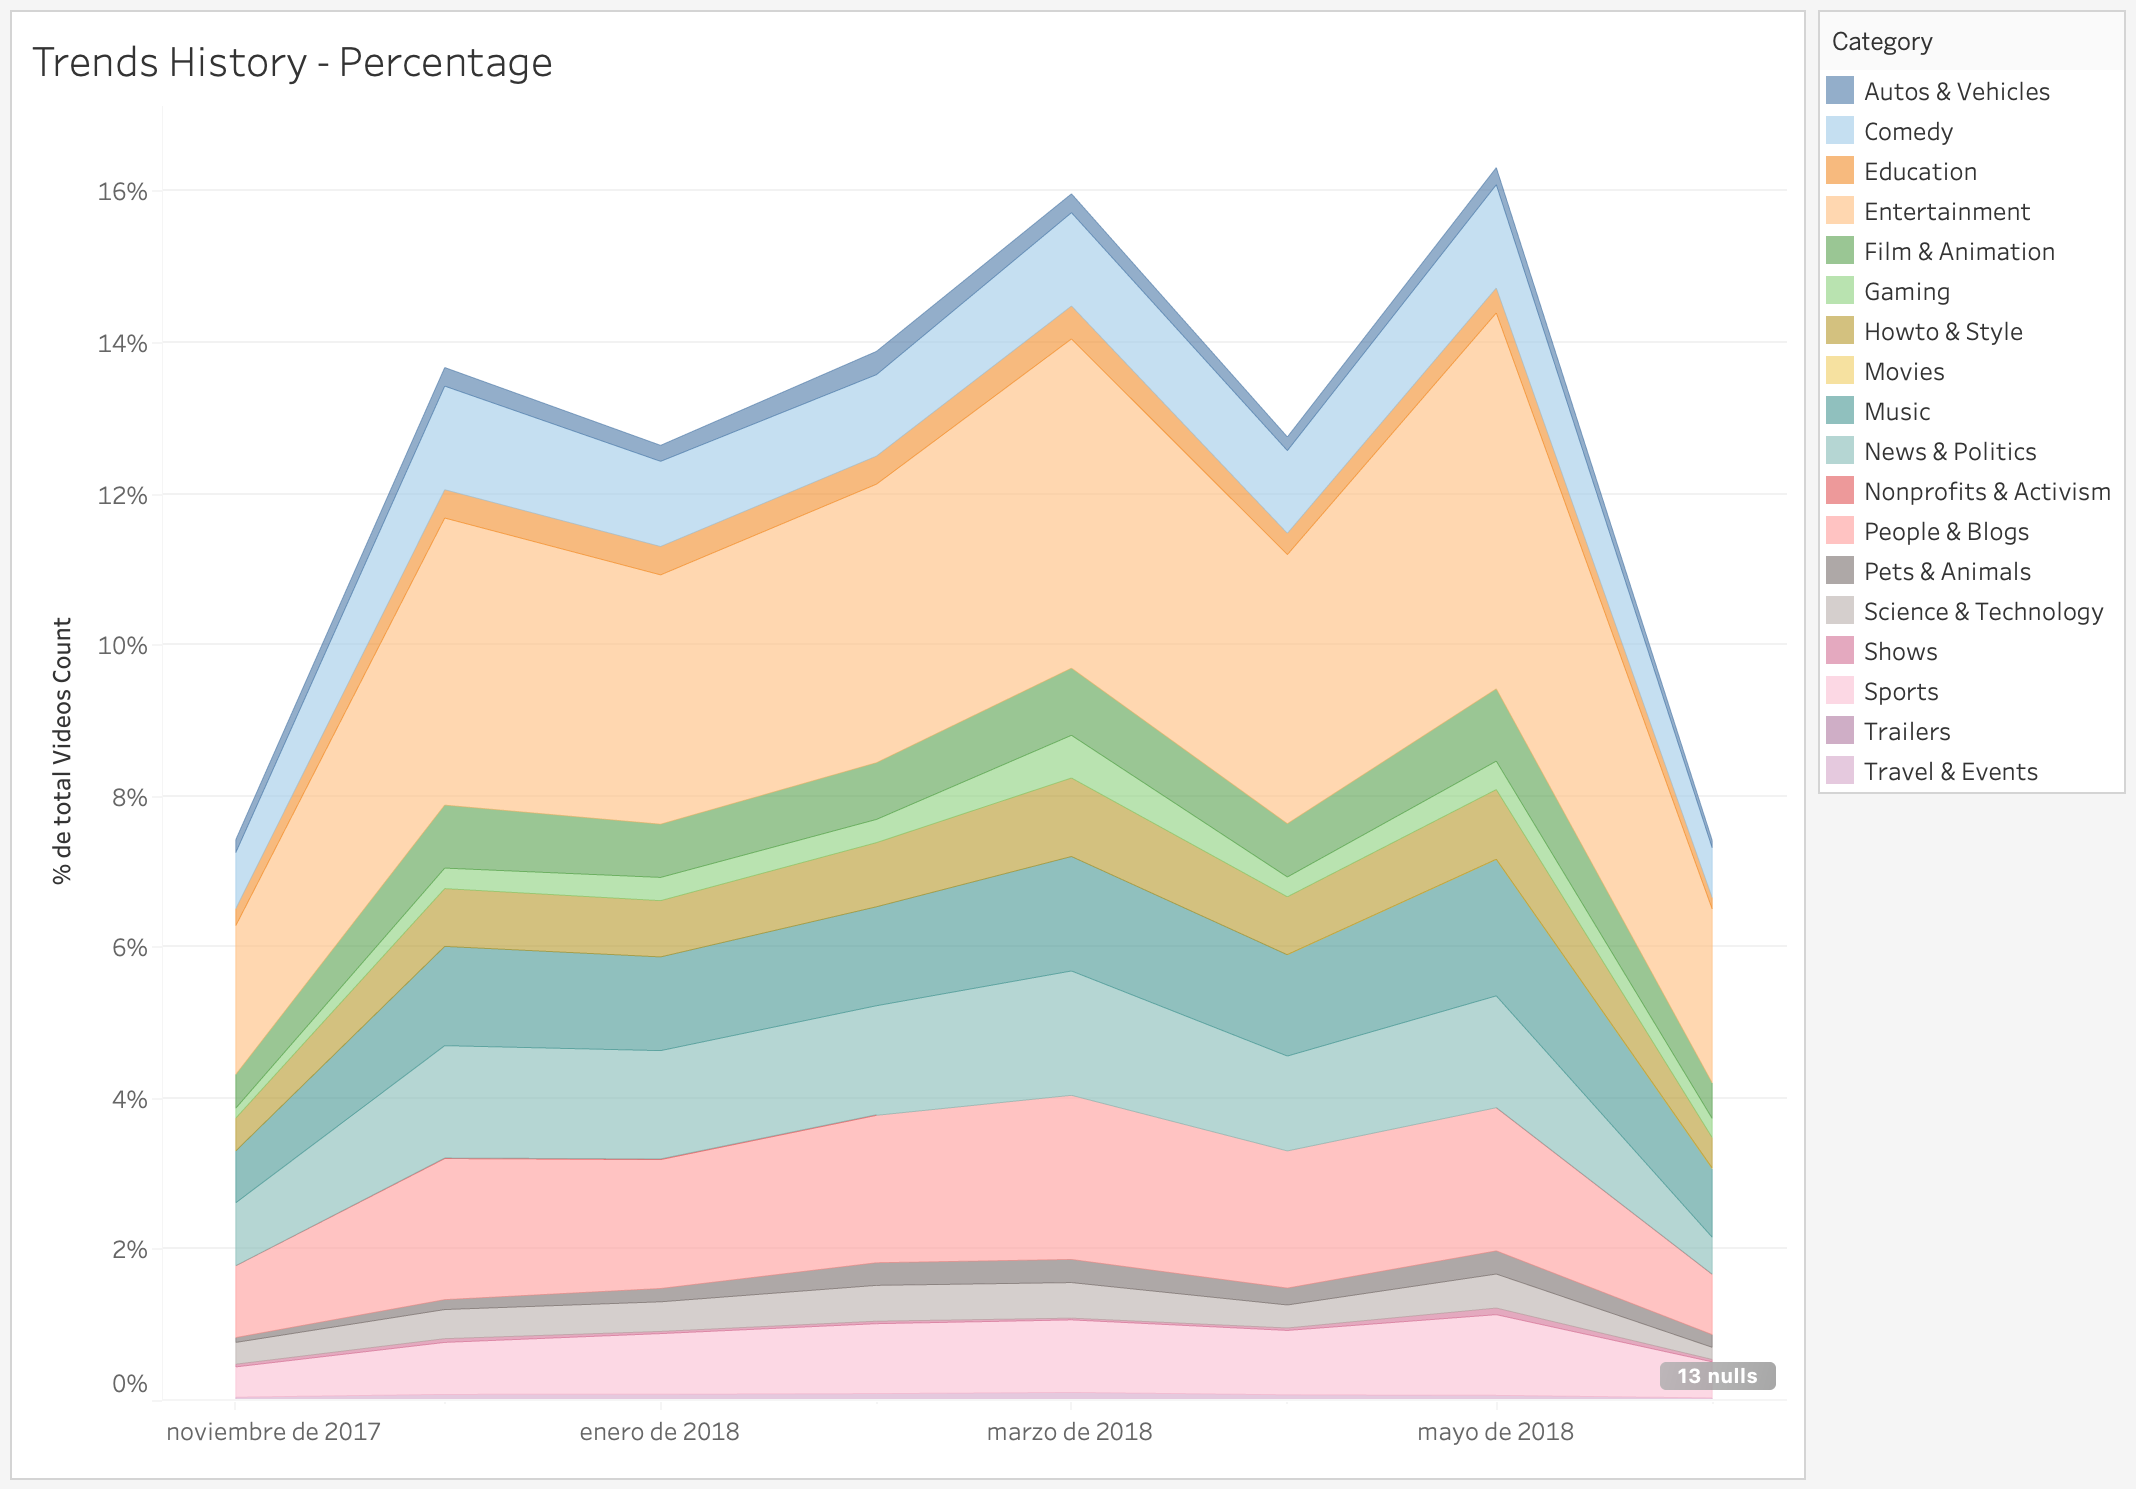 Trends History - Percentage
% de total Videos Count
16%
14%
12%
10%
8%
6%
4%
2%
0%
13 nulls
noviembre de 2017
enero de 2018
marzo de 2018
mayo de 2018
Category
Autos & Vehicles
Comedy
Education
Entertainment
Film & Animation
Gaming
Howto & Style
Movies
Music
News & Politics
Nonprofits & Activism
People & Blogs
Pets & Animals
Science & Technology
Shows
Sports
Trailers
Travel & Events